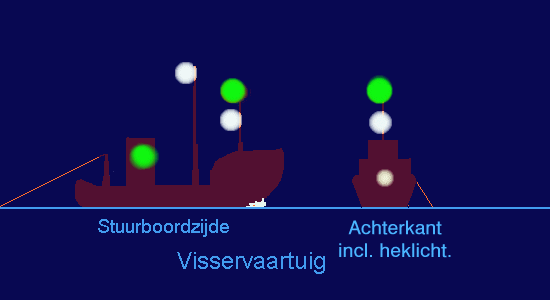 Stuurboordzijde
Achterkant
incl. heklicht.
Visservaartuig